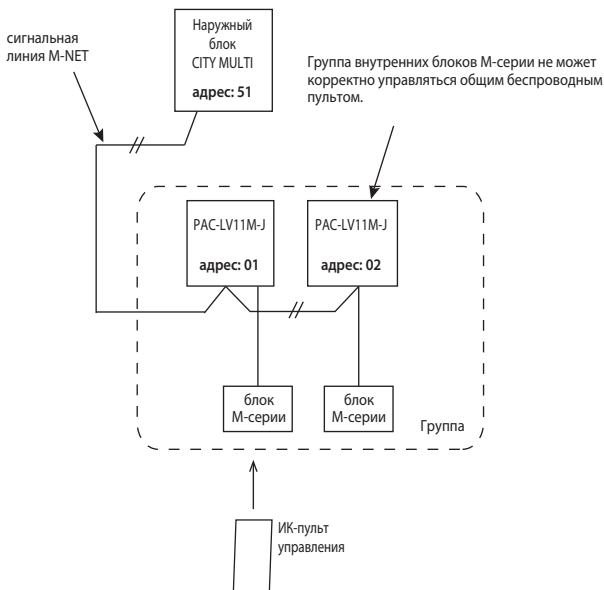 сигнальная
линия M-NET
Наружный
блок
CITY MULTI
адрес: 51
Группа внутренних блоков М-серии не может
корректно управляться общим беспроводным
пультом.
PAC-LV11M-J
адрес: 01
PAC-LV11M-J
адрес: 02
блок
М-серии
блок
М-серии
Группа
ИК-пульт
управления